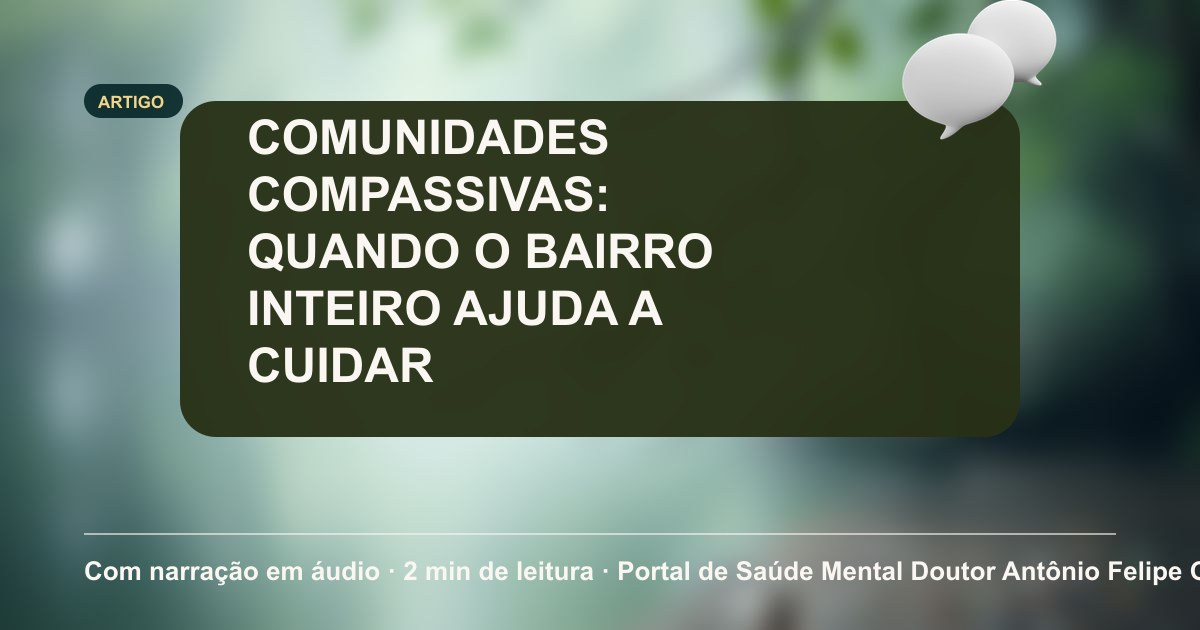 ARTIGO
COMUNIDADES
COMPASSIVAS:
QUANDO O BAIRRO
INTEIRO AJUDA A
CUIDAR
Com narração em áudio · 2 min de leitura · Portal de Saúde Mental Doutor Antônio Felipe